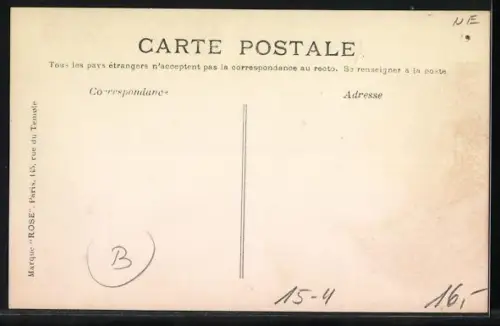 NE
CARTE POSTALE
Tous les pays étrangers n'acceptent pas la correspondance au recto. Se renseigner à la poste
Correspondance
Adresse
Marque "ROSE". Paris, 145, rue du Temple
B
15-4
16,-